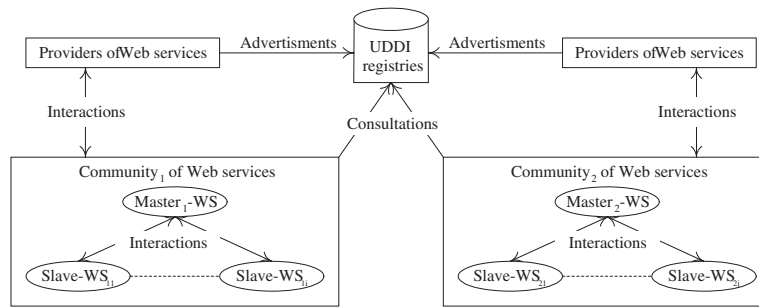 Providers ofWeb services
Advertisments
UDDI
registries
Advertisments
Providers ofWeb services
Interactions
Consultations
Interactions
Community1 of Web services
Master1-WS
Interactions
Slave-WS11
Slave-WS1i
Community2 of Web services
Master2-WS
Interactions
Slave-WS21
Slave-WS2i